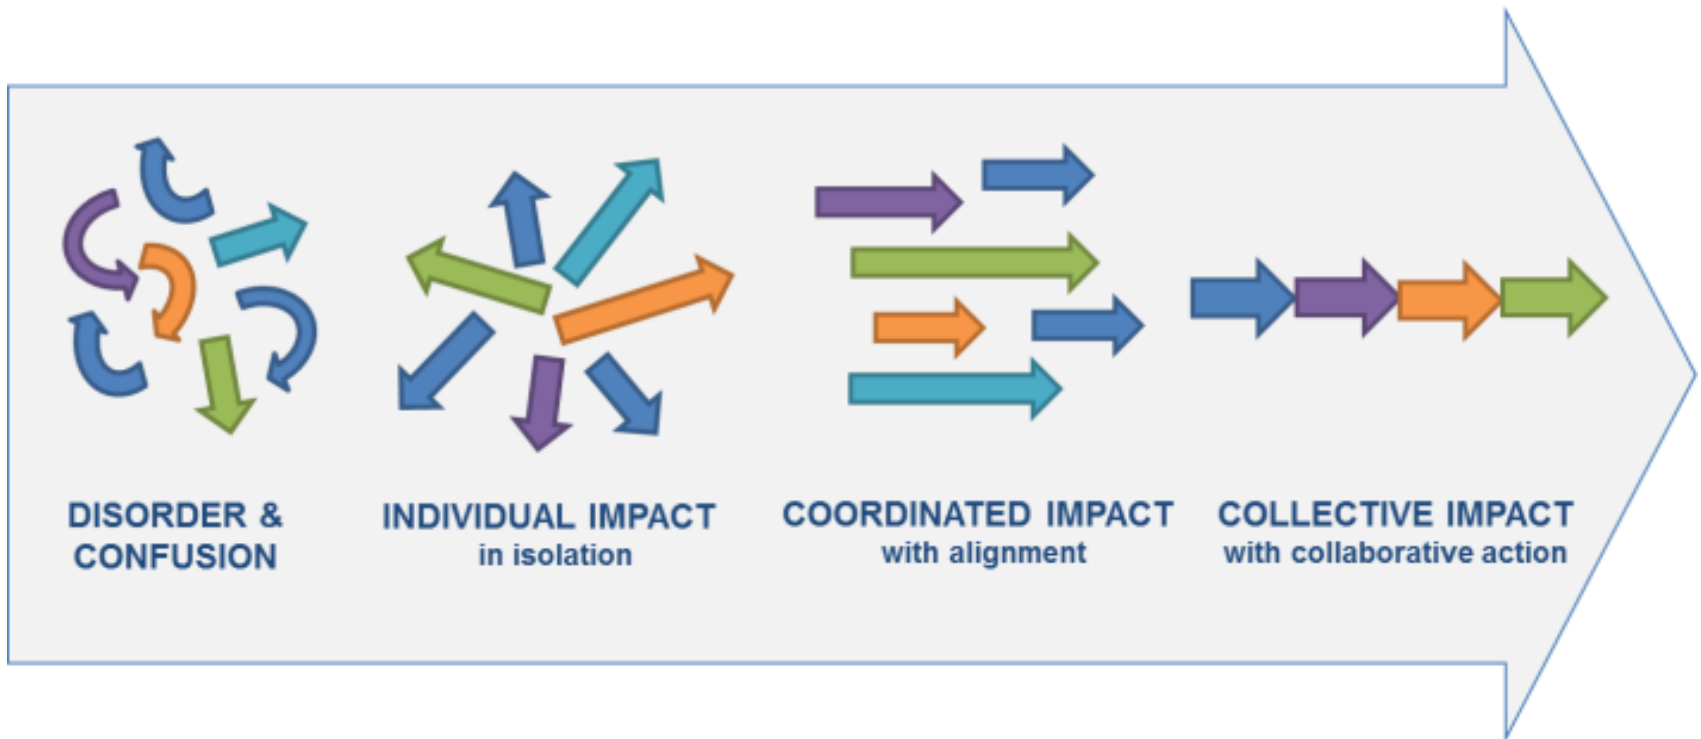 DISORDER &
CONFUSION
INDIVIDUAL IMPACT
in isolation
COORDINATED IMPACT
with alignment
COLLECTIVE IMPACT
with collaborative action